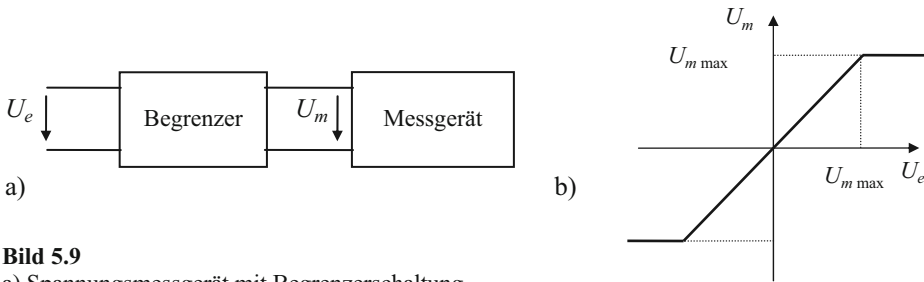 U_e
Begrenzer
U_m
Messgerät
a)
U_m
U_m max
U_m max
U_e
b)
Bild 5.9
a) Spannungsmessgerät mit Begrenzerschaltung